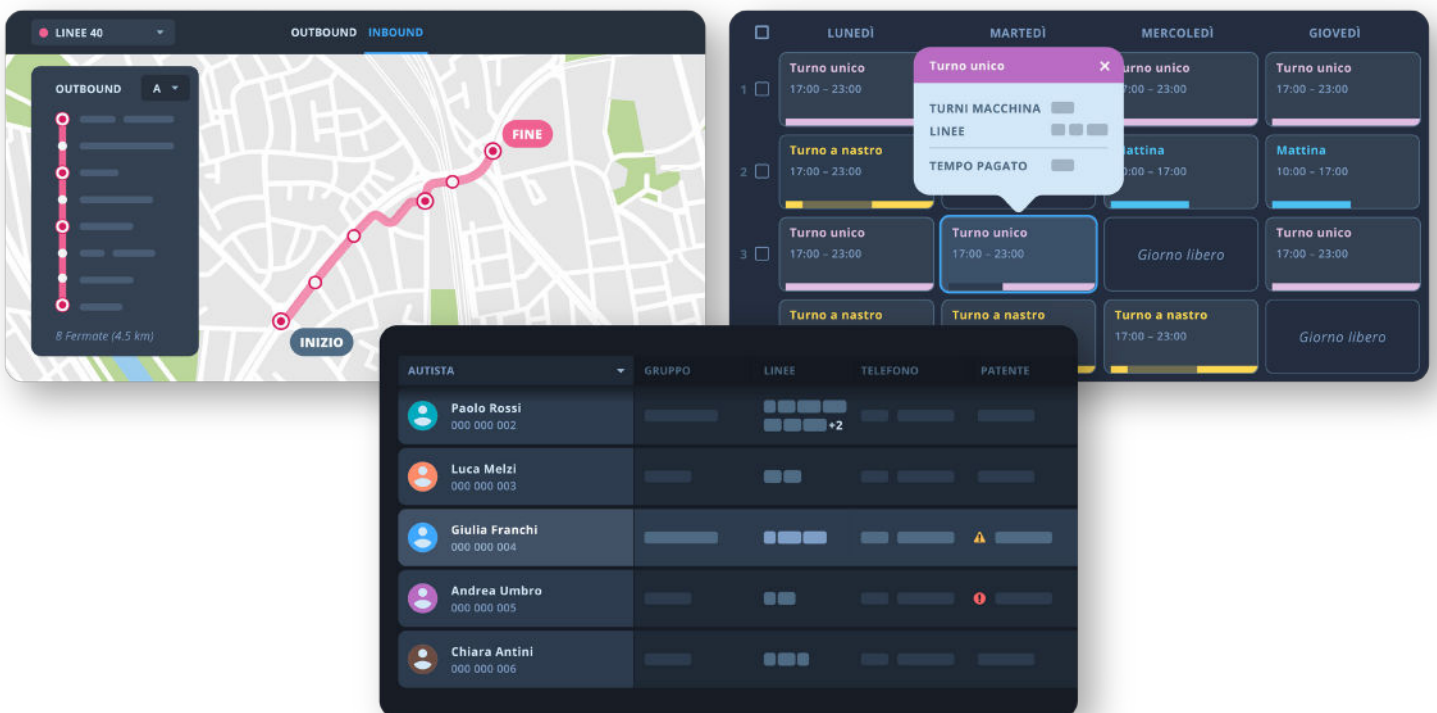 LINEE 40
OUTBOUND INBOUND
OUTBOUND A
FINE
INIZIO
8 Fermate (4.5 km)
LUNEDÌ MARTEDÌ MERCOLEDÌ GIOVEDÌ
1
Turno unico
17:00 – 23:00
Turno unico
TURNI MACCHINA
LINEE
TEMPO PAGATO
urno unico
7:00 – 23:00
Turno unico
17:00 – 23:00
2
Turno a nastro
17:00 – 23:00
attina
0:00 – 17:00
Mattina
10:00 – 17:00
3
Turno unico
17:00 – 23:00
Turno unico
17:00 – 23:00
Giorno libero
Turno unico
17:00 – 23:00
Turno a nastro
Turno a nastro
Turno a nastro
17:00 – 23:00
Giorno libero
AUTISTA GRUPPO LINEE TELEFONO PATENTE
Paolo Rossi
000 000 002
+2
Luca Melzi
000 000 003
Giulia Franchi
000 000 004
Andrea Umbro
000 000 005
Chiara Antini
000 000 006